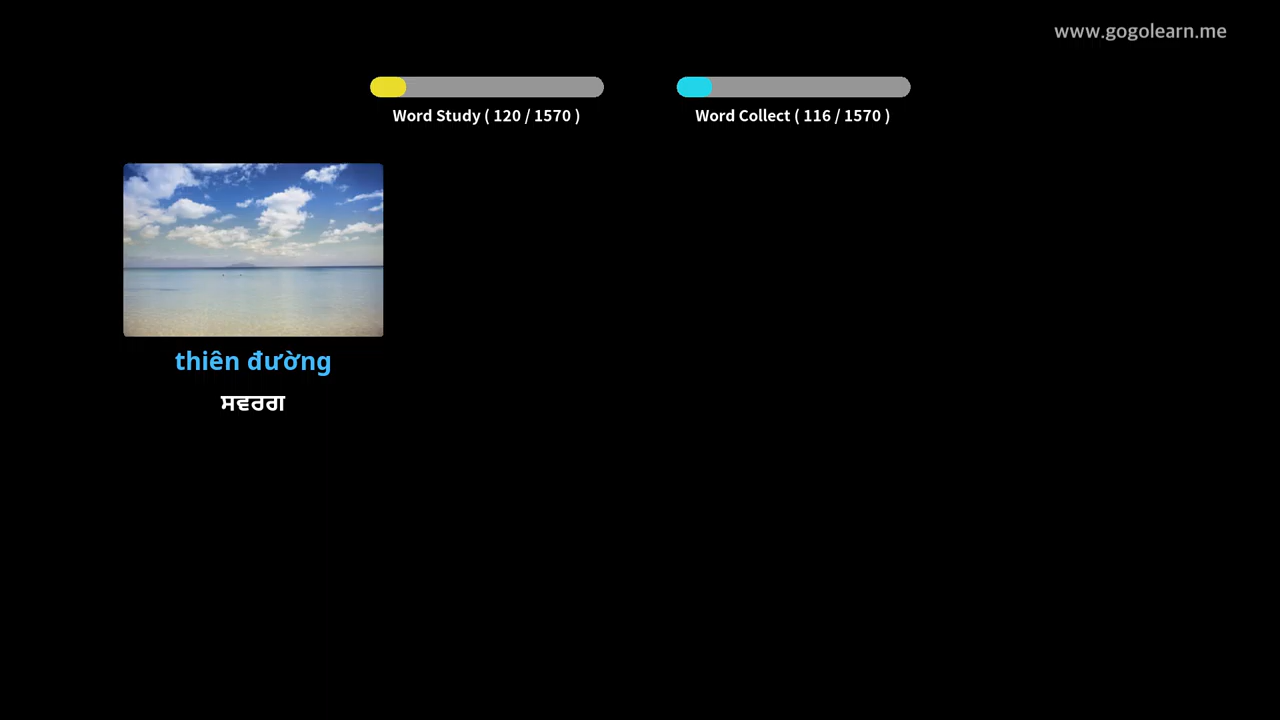 www.gogolearn.me
Word Study ( 120 / 1570 )
Word Collect ( 116 / 1570 )
thiên đường
ਸਵਰਗ